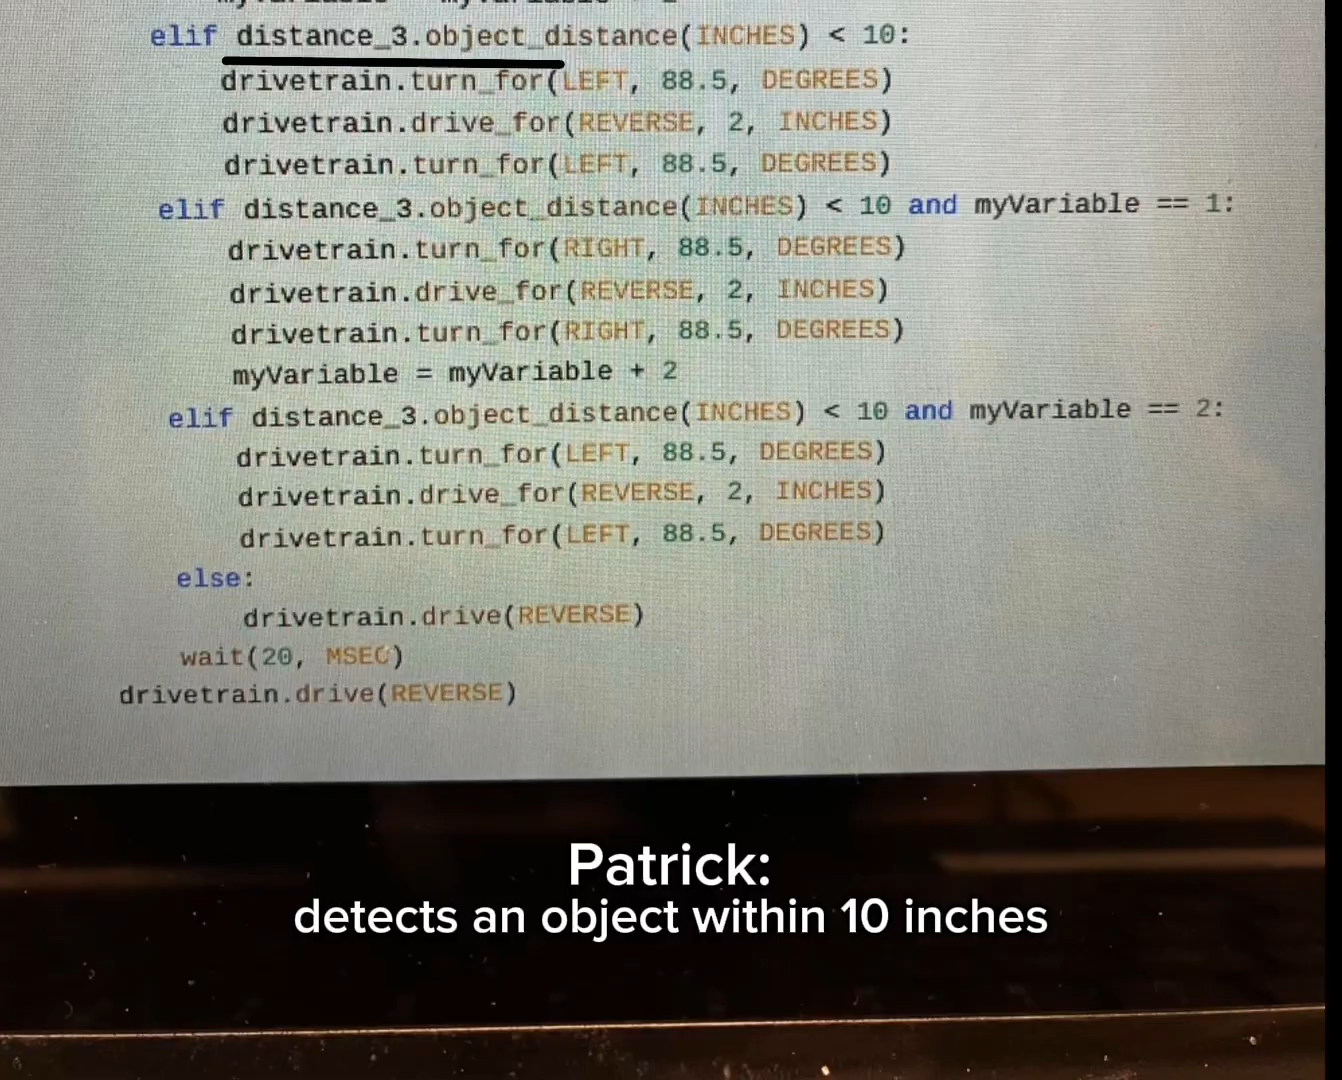 elif distance_3.object_distance(INCHES) < 10:
drivetrain.turn_for(LEFT, 88.5, DEGREES)
drivetrain.drive_for(REVERSE, 2, INCHES)
drivetrain.turn_for(LEFT, 88.5, DEGREES)
elif distance_3.object_distance(INCHES) < 10 and myVariable == 1:
drivetrain.turn_for(RIGHT, 88.5, DEGREES)
drivetrain.drive_for(REVERSE, 2, INCHES)
drivetrain.turn_for(RIGHT, 88.5, DEGREES)
myVariable = myVariable + 2
elif distance_3.object_distance(INCHES) < 10 and myVariable == 2:
drivetrain.turn_for(LEFT, 88.5, DEGREES)
drivetrain.drive_for(REVERSE, 2, INCHES)
drivetrain.turn_for(LEFT, 88.5, DEGREES)
else:
drivetrain.drive(REVERSE)
wait(20, MSEC)
drivetrain.drive(REVERSE)
Patrick:
detects an object within 10 inches